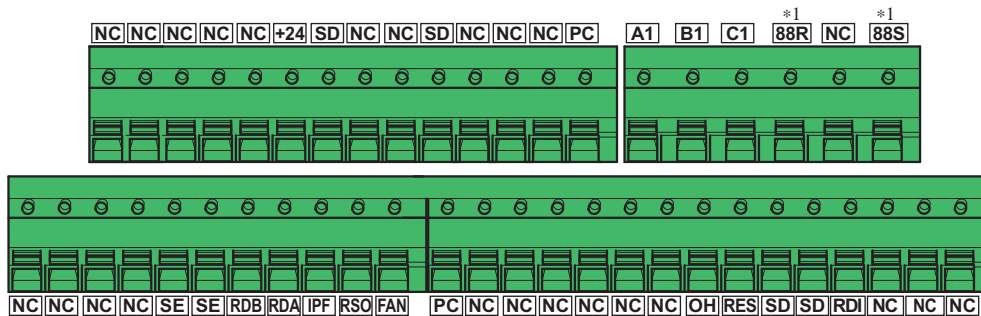 *1 *1
NC NC NC NC NC +24 SD NC NC SD NC NC NC PC A1 B1 C1 88R NC 88S
NC NC NC NC SE SE RDB RDA IPF RSO FAN PC NC NC NC NC NC NC OH RES SD SD RDI NC NC NC